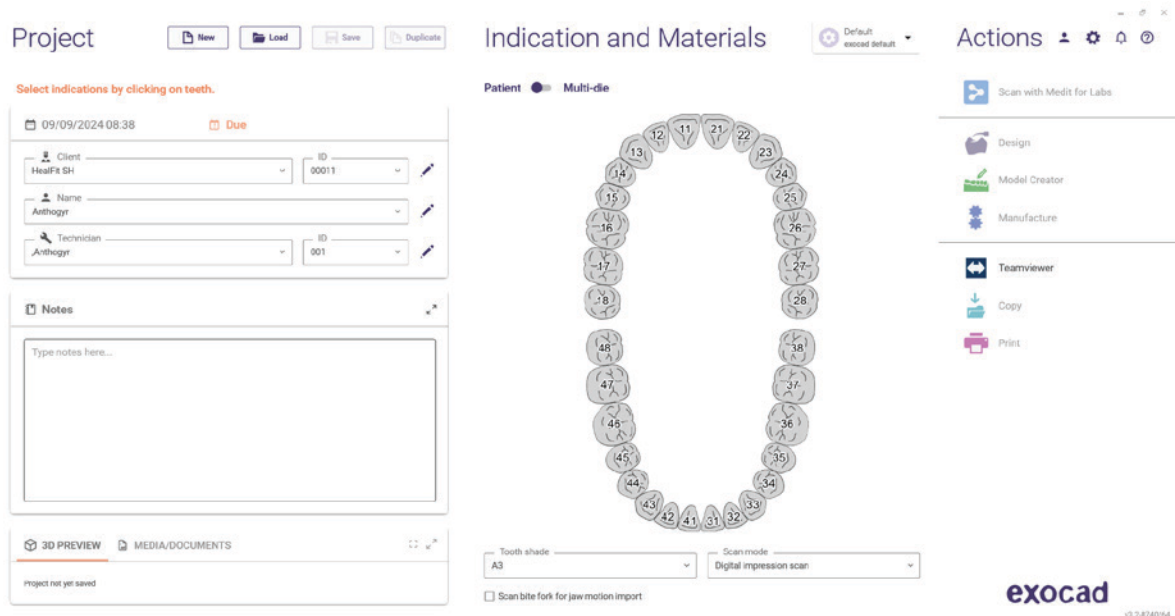 Project
New
Load
Save
Duplicate
Select indications by clicking on teeth.
09/09/2024 08:38
Due
Client
HealFit SH
ID
00011
Name
Anthogyr
Technician
,Anthogyr
ID
001
Notes
Type notes here...
3D PREVIEW
MEDIA/DOCUMENTS
Project not yet saved
Indication and Materials
Default
exocad default
Patient
Multi-die
11 21
12 22
13 23
14 24
15 25
16 26
17 27
18 28
48 38
47 37
46 36
45 35
44 34
43 33
42 32
41 31
Tooth shade
A3
Scan mode
Digital impression scan
Scan bite fork for jaw motion import
Actions
Scan with Medit for Labs
Design
Model Creator
Manufacture
Teamviewer
Copy
Print
exocad